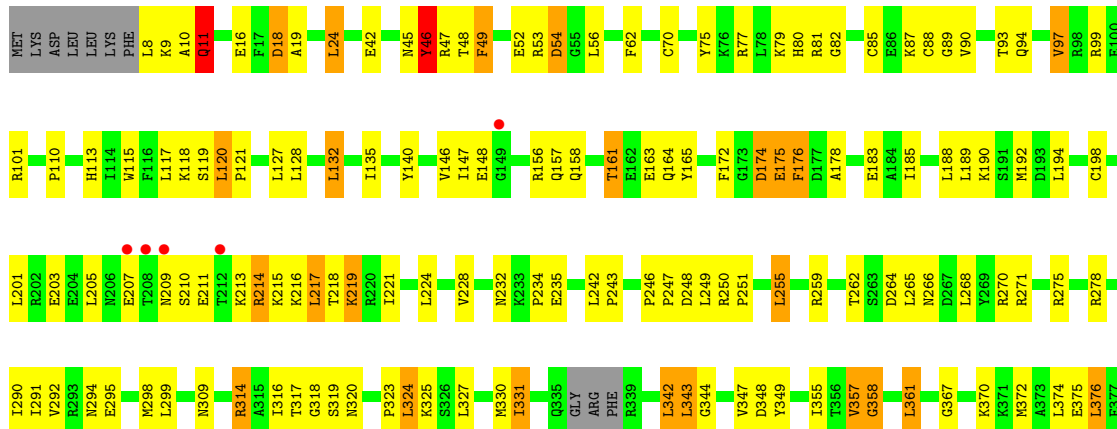 MET LYS ASP LEU LEU LYS PHE L8 K9 A10 Q11 E16 F17 D18 A19 L24 E42 N45 Y46 R47 T48 F49 E52 R53 D54 G55 L56 F62 C70 Y75 K76 R77 L78 K79 H80 R81 G82 C85 E86 K87 C88 G89 V90 T93 Q94 V97 R98 R99 E100
R101 P110 H113 I114 W115 F116 L117 K118 S119 L120 P121 L127 L128 L132 I135 Y140 V146 I147 E148 G149 R156 Q157 Q158 T161 E162 E163 Q164 Y165 F172 G173 D174 E175 F176 D177 A178 E183 A184 I185 L188 L189 K190 S191 M192 D193 L194 C198
L201 R202 E203 E204 L205 N206 E207 T208 N209 S210 E211 T212 K213 R214 K215 K216 L217 T218 K219 R220 I221 L224 V228 N232 K233 P234 E235 L242 P243 P246 P247 D248 L249 R250 P251 L255 R259 T262 S263 D264 L265 N266 D267 L268 Y269 R270 R271 R275 R278
I290 I291 V292 R293 N294 E295 M298 L299 N309 R314 A315 I316 T317 G318 S319 N320 P323 L324 K325 S326 L327 M330 I331 Q335 GLY ARG PHE R339 L342 L343 G344 V347 D348 Y349 I355 T356 V357 G358 L361 G367 K370 K371 M372 A373 L374 E375 L376 F377